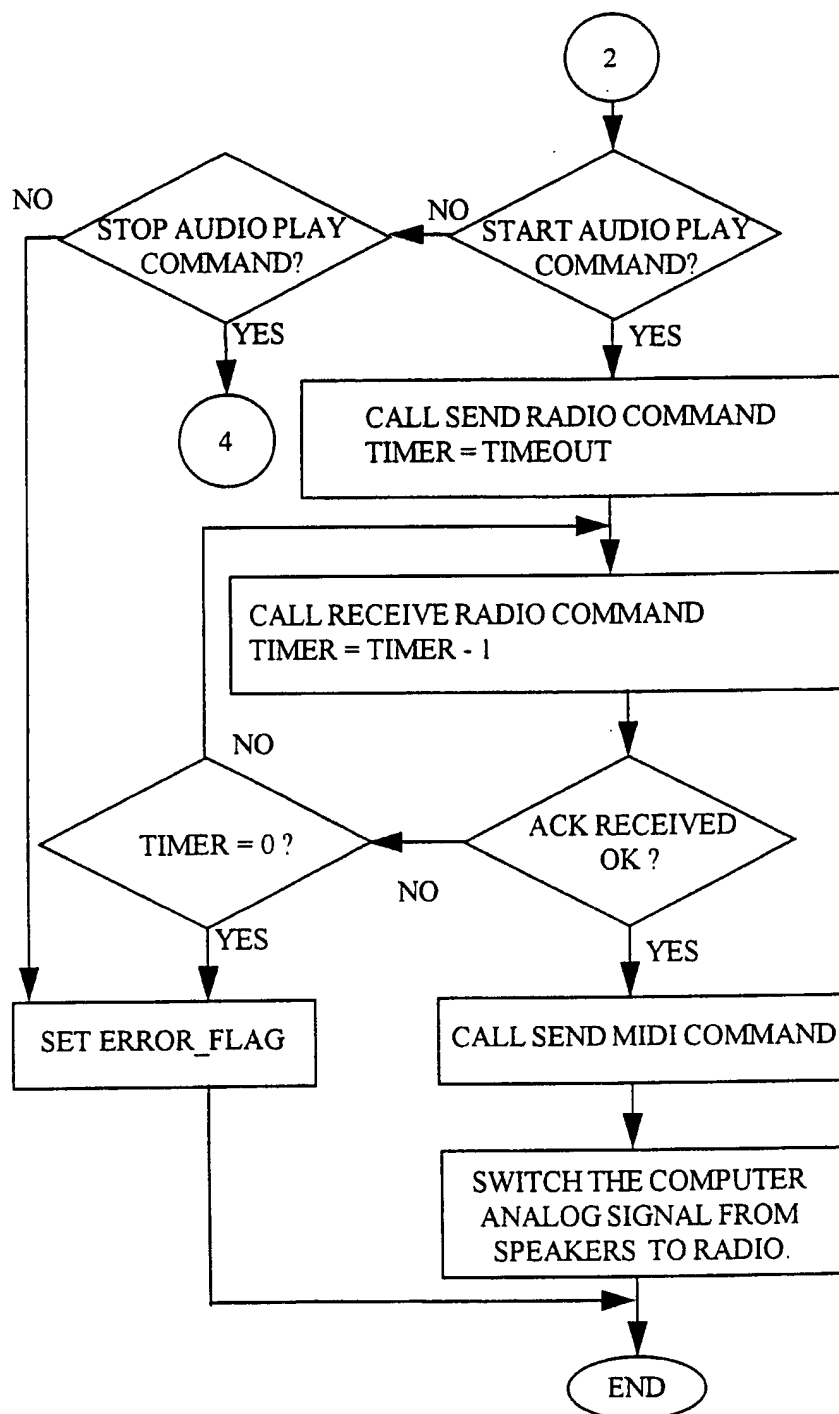 2
NO
STOP AUDIO PLAY
COMMAND?
NO
START AUDIO PLAY
COMMAND?
YES
YES
4
CALL SEND RADIO COMMAND
TIMER = TIMEOUT
CALL RECEIVE RADIO COMMAND
TIMER = TIMER - 1
NO
TIMER = 0 ?
ACK RECEIVED
OK ?
NO
YES
YES
SET ERROR_FLAG
CALL SEND MIDI COMMAND
SWITCH THE COMPUTER
ANALOG SIGNAL FROM
SPEAKERS TO RADIO.
END